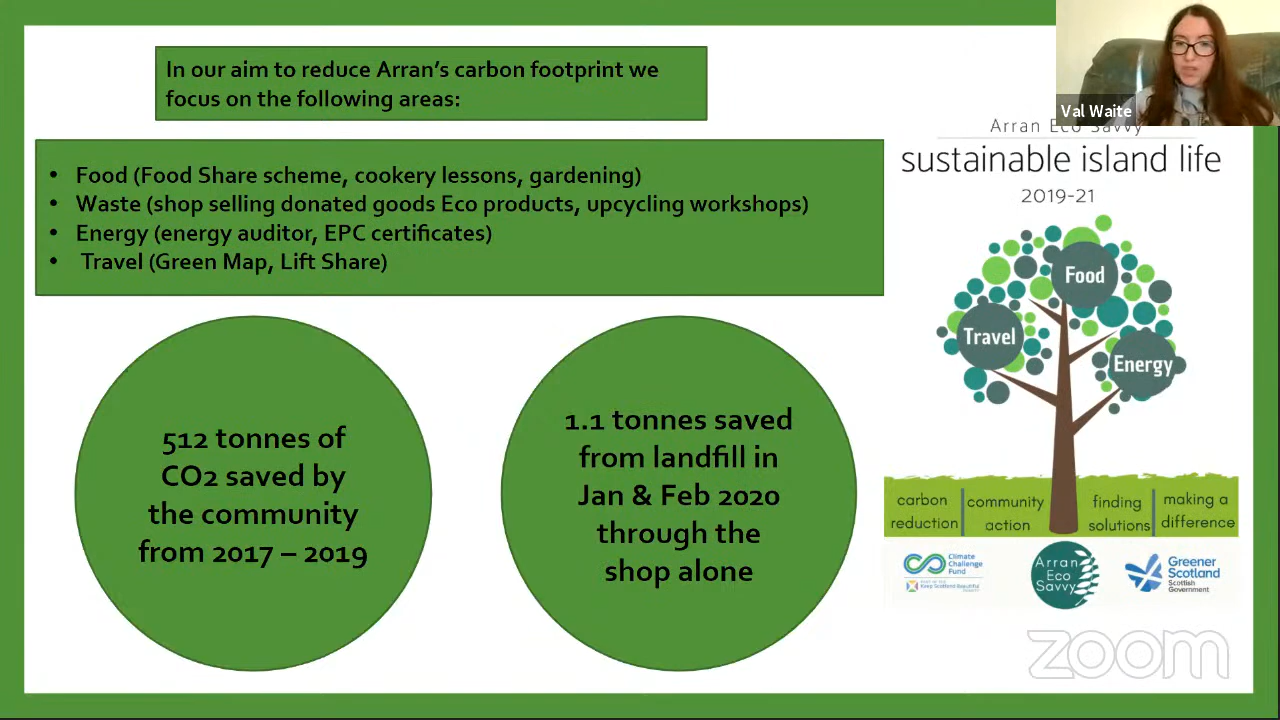 In our aim to reduce Arran's carbon footprint we
focus on the following areas:
• Food (Food Share scheme, cookery lessons, gardening)
• Waste (shop selling donated goods Eco products, upcycling workshops)
• Energy (energy auditor, EPC certificates)
• Travel (Green Map, Lift Share)
512 tonnes of
CO2 saved by
the community
from 2017 – 2019
1.1 tonnes saved
from landfill in
Jan & Feb 2020
through the
shop alone
Val Waite
Arran Eco Savvy
sustainable island life
2019-21
Food
Travel
Energy
carbon
reduction
community
action
finding
solutions
making a
difference
Climate
Challenge
Fund
Keep Scotland Beautiful
Arran
Eco
Savvy
Greener
Scotland
Scottish
Government
zoom